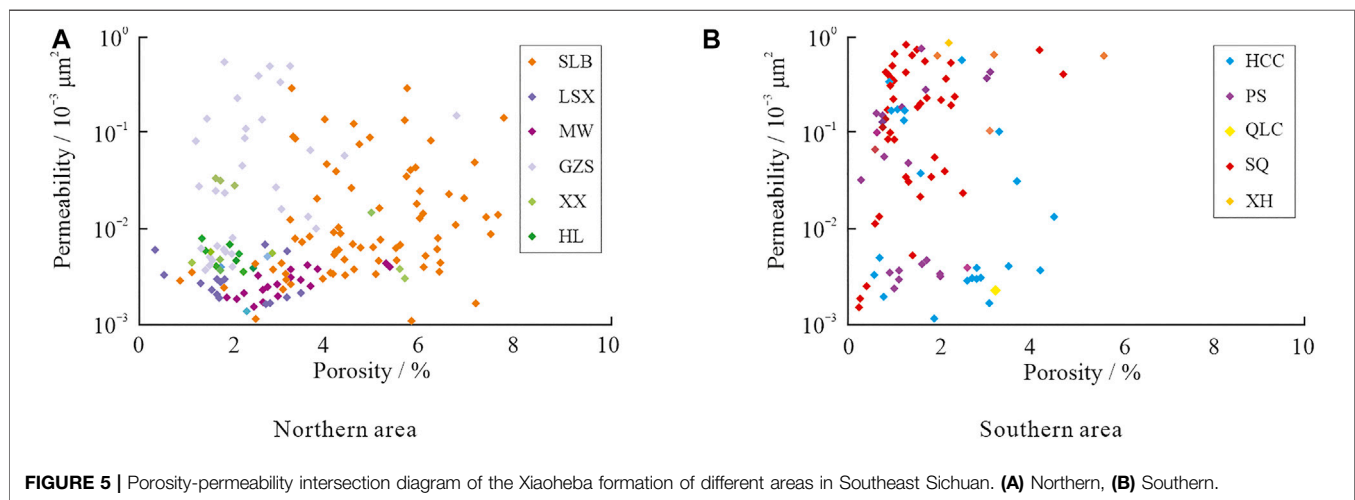 A
Permeability / 10⁻³ μm²
10⁰
10⁻¹
10⁻²
10⁻³
0 2 4 6 8 10
Porosity / %
SLB
LSX
MW
GZS
XX
HL
Northern area
B
Permeability / 10⁻³ μm²
10⁰
10⁻¹
10⁻²
10⁻³
0 2 4 6 8 10
Porosity / %
HCC
PS
QLC
SQ
XH
Southern area
FIGURE 5 | Porosity-permeability intersection diagram of the Xiaoheba formation of different areas in Southeast Sichuan. (A) Northern, (B) Southern.